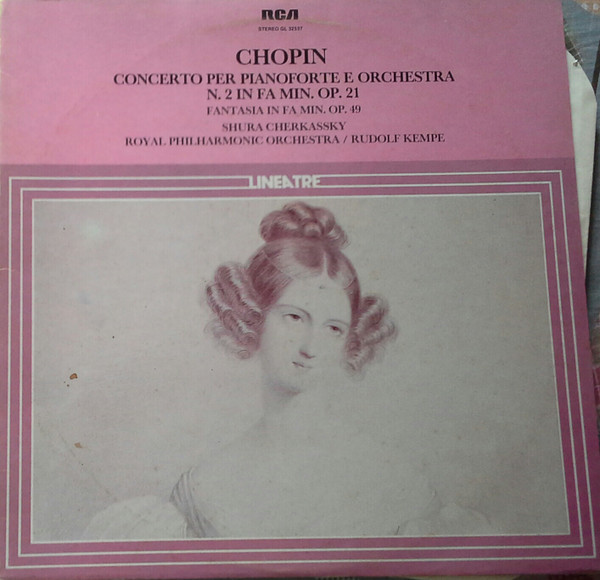 RCA
STEREO GL 32537
CHOPIN
CONCERTO PER PIANOFORTE E ORCHESTRA
N. 2 IN FA MIN. OP. 21
FANTASIA IN FA MIN. OP. 49
SHURA CHERKASSKY
ROYAL PHILHARMONIC ORCHESTRA / RUDOLF KEMPE
LINEATRE